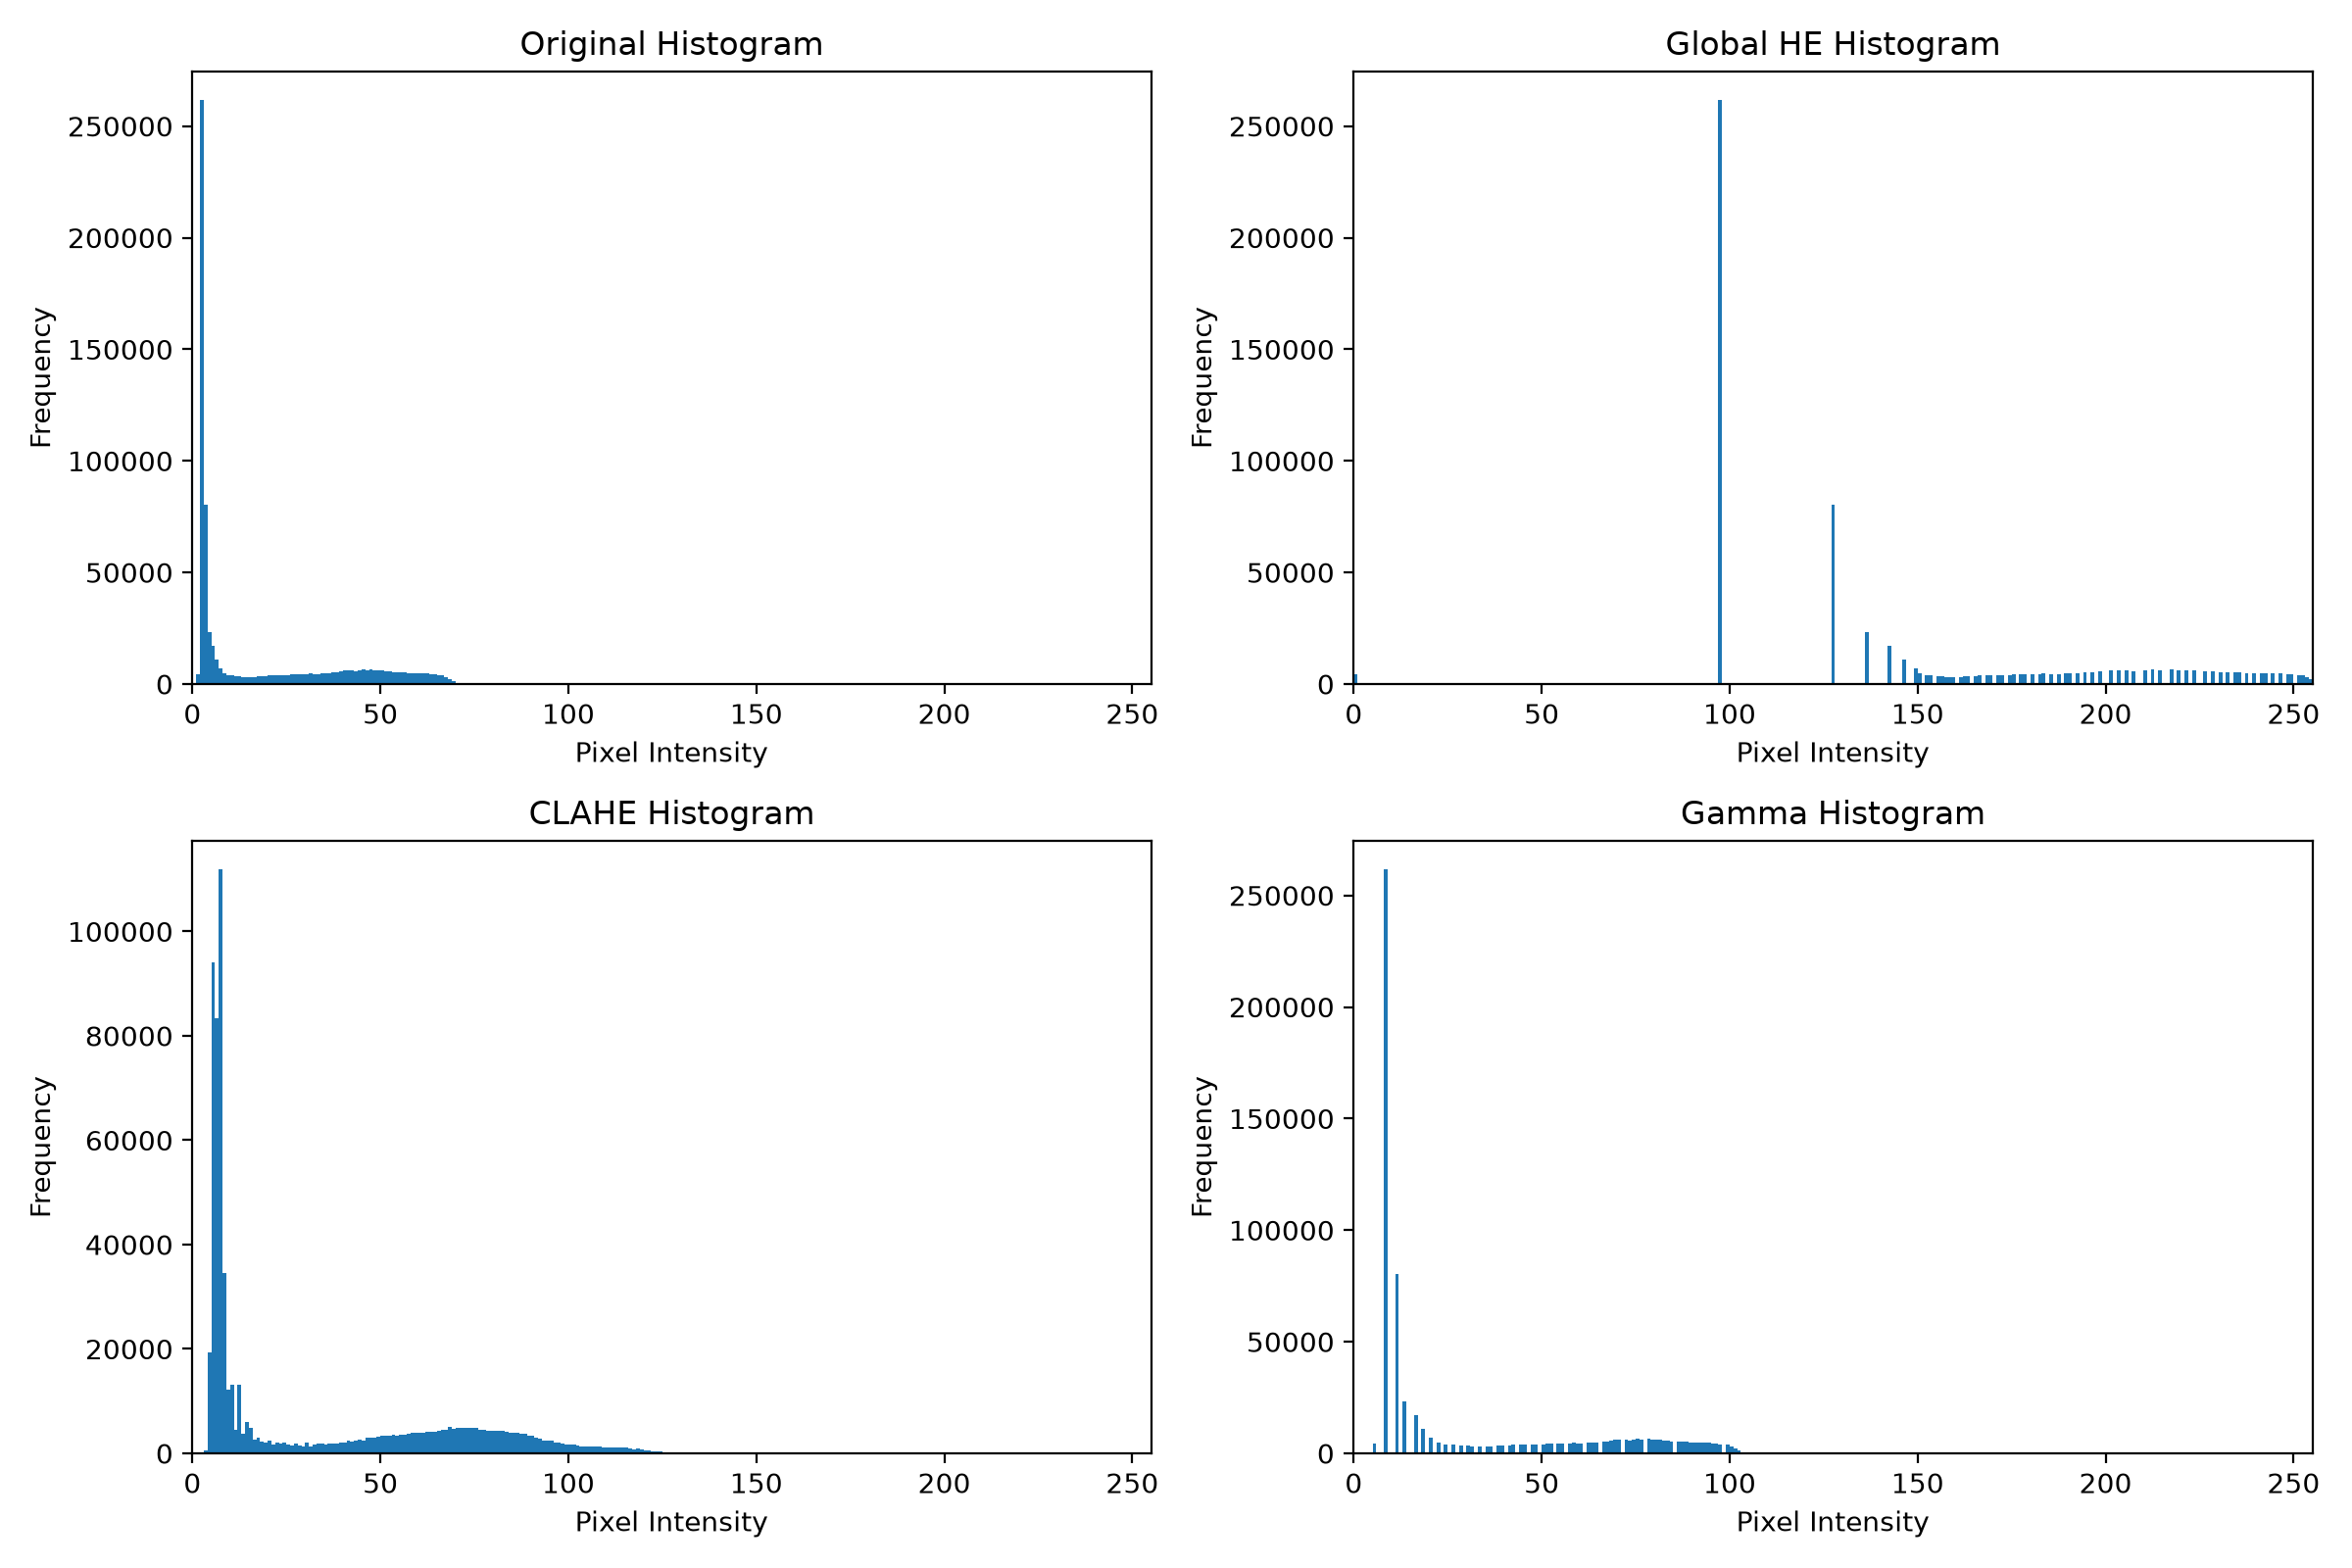 Original Histogram
250000
200000
150000
100000
50000
0
Frequency
0 50 100 150 200 250
Pixel Intensity
Global HE Histogram
250000
200000
150000
100000
50000
0
Frequency
0 50 100 150 200 250
Pixel Intensity
CLAHE Histogram
100000
80000
60000
40000
20000
0
Frequency
0 50 100 150 200 250
Pixel Intensity
Gamma Histogram
250000
200000
150000
100000
50000
0
Frequency
0 50 100 150 200 250
Pixel Intensity